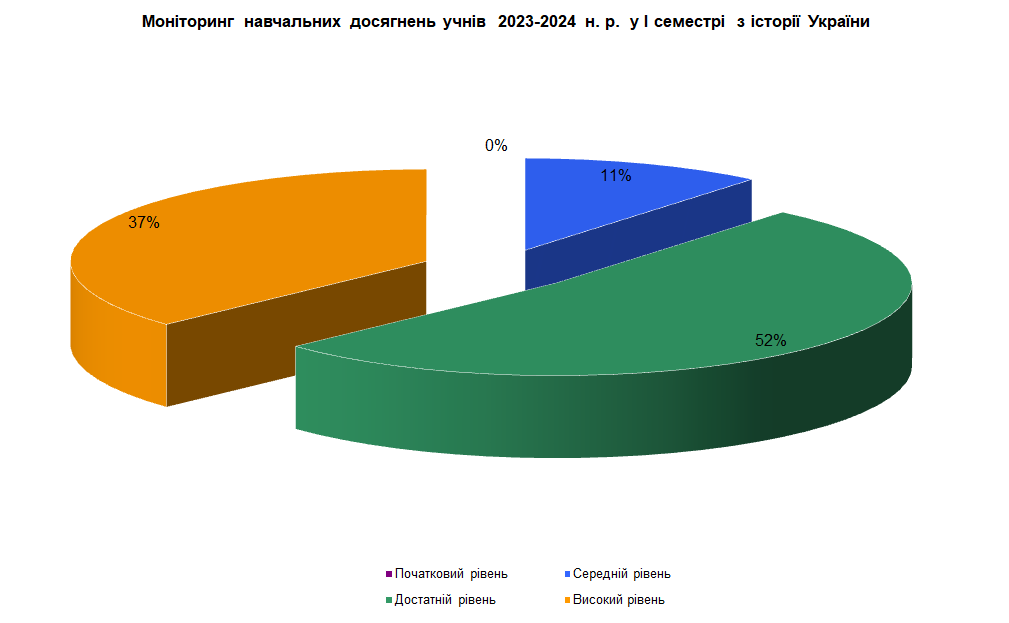 Моніторинг навчальних досягнень учнів 2023-2024 н. р. у І семестрі з історії України
0%
11%
37%
52%
Початковий рівень
Середній рівень
Достатній рівень
Високий рівень